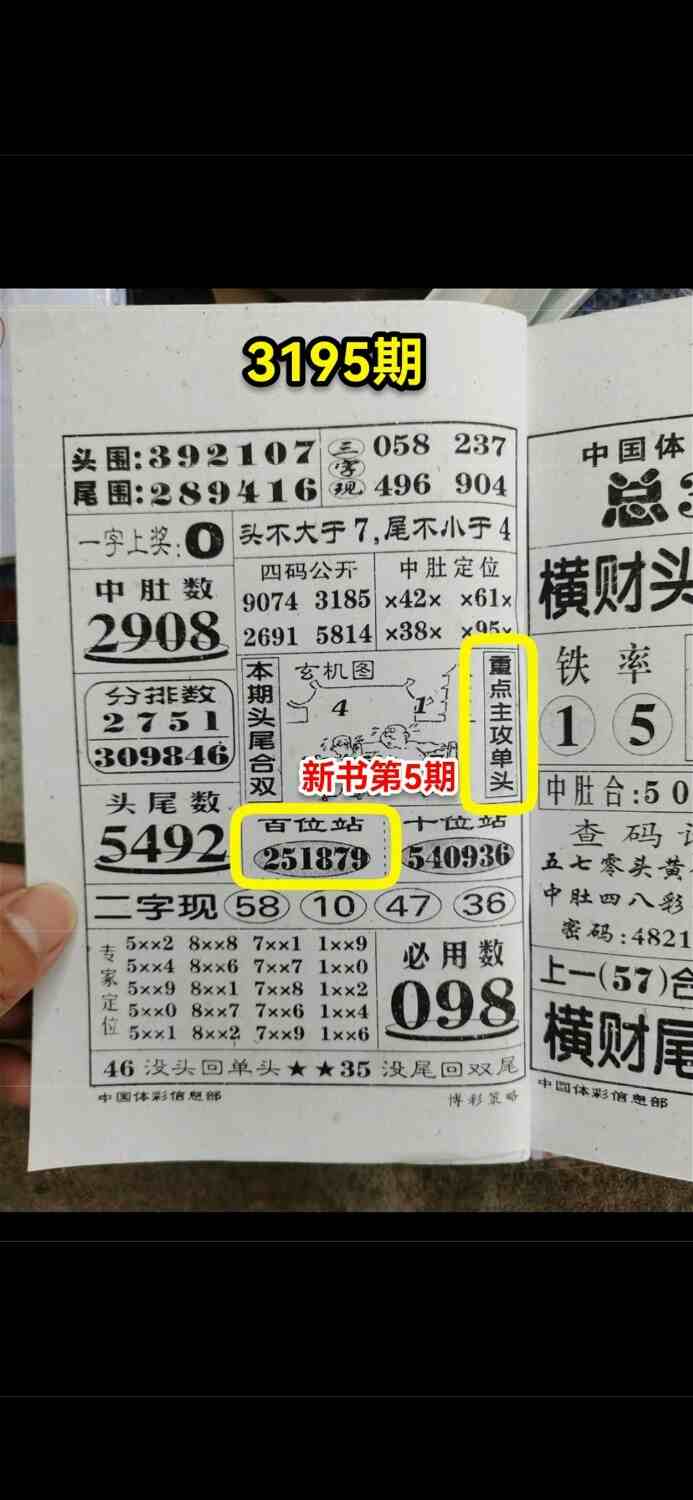 3195期
头围:392107
尾围:289416
三字现
058 237
496 904
一字上奖:0
头不大于7,尾不小于4
中肚数
2908
四码公开
9074 3185
2691 5814
中肚定位
×42× ×61×
×38× ×95×
分排数
2751
309846
本期头尾合双
玄机图
4 1
重点主攻单头
新书第5期
头尾数
5492
百位站
251879
十位站
540936
二字现 58 10 47 36
专家定位
5××2 8××8 7××1 1××9
5××4 8××6 7××7 1××0
5××9 8××1 7××8 1××2
5××0 8××7 7××6 1××4
5××1 8××2 7××9 1××6
必用数
098
46没头回单头★★35没尾回双尾
中国体彩信息部
博彩策略
中国体
总3
横财头
铁率
1 5
中肚合:50
查码
五七零头黄
中肚四八彩
密码:4821
上一(57)合
横财尾
中国体彩信息部